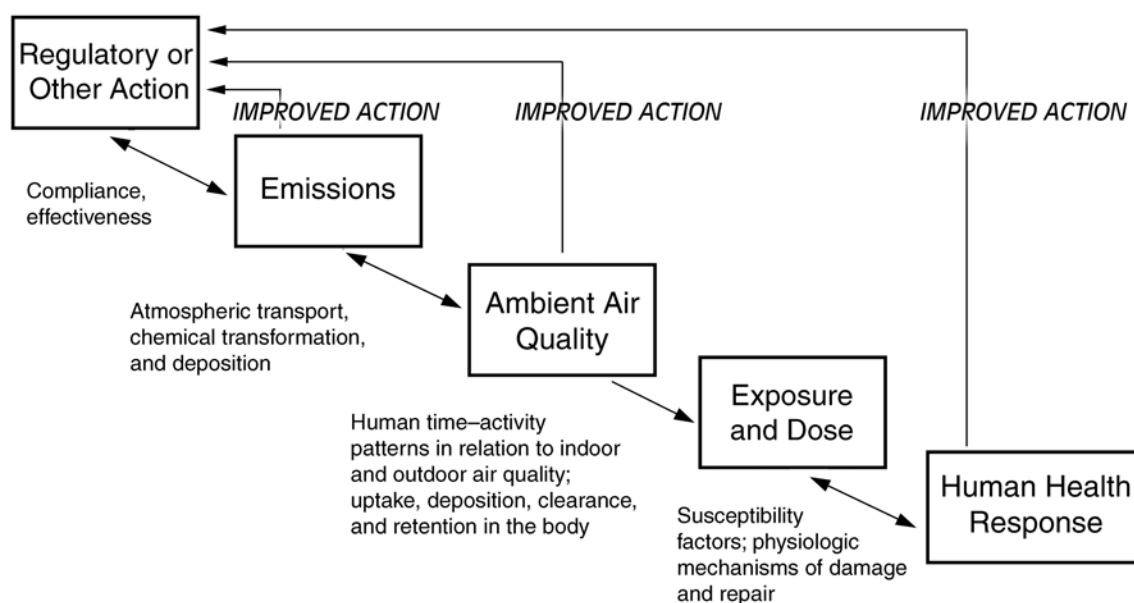 Regulatory or
Other Action
IMPROVED ACTION
IMPROVED ACTION
IMPROVED ACTION
Compliance,
effectiveness
Emissions
Atmospheric transport,
chemical transformation,
and deposition
Ambient Air
Quality
Human time–activity
patterns in relation to indoor
and outdoor air quality;
uptake, deposition, clearance,
and retention in the body
Exposure
and Dose
Susceptibility
factors; physiologic
mechanisms of damage
and repair
Human Health
Response